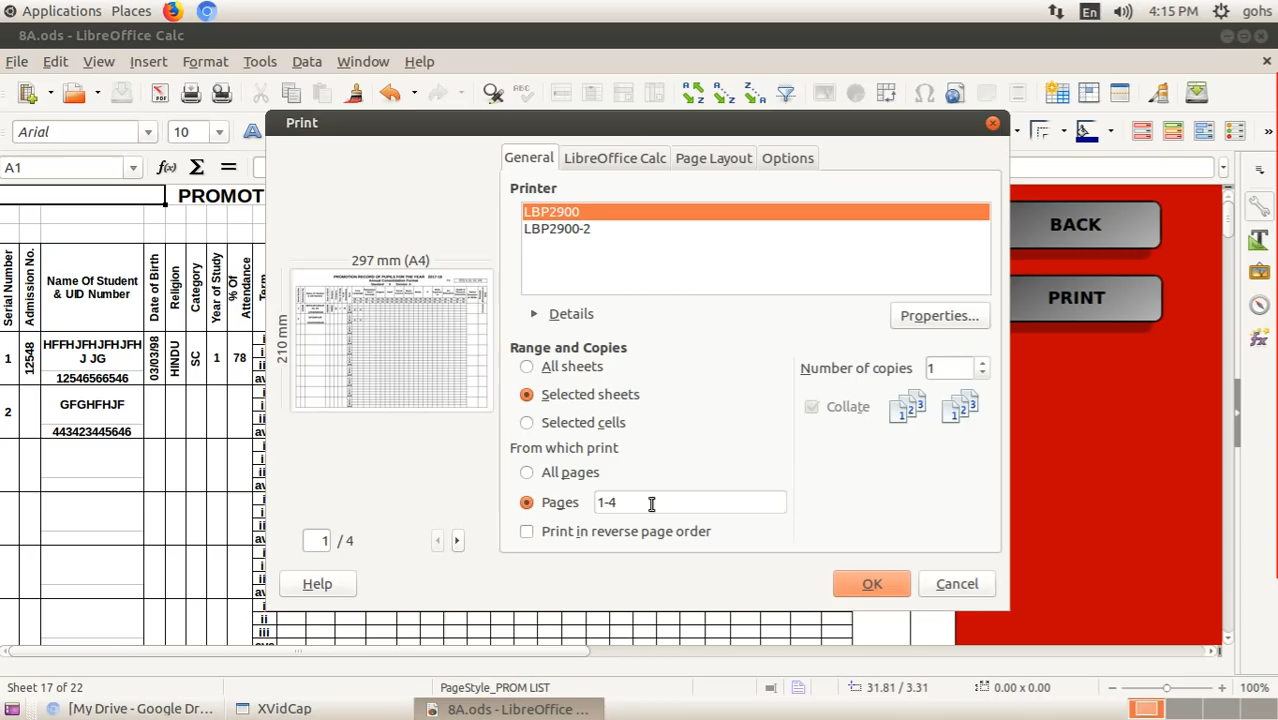 Applications Places En 4:15 PM gohs
8A.ods - LibreOffice Calc
File Edit View Insert Format Tools Data Window Help
Arial 10
A1
Print
General LibreOffice Calc Page Layout Options
Printer
LBP2900
LBP2900-2
Details Properties...
Range and Copies
All sheets
Selected sheets
Selected cells
Number of copies 1
Collate
From which print
All pages
Pages 1-4
Print in reverse page order
297 mm (A4)
210 mm
1 / 4
Help OK Cancel
PROMOT
BACK
PRINT
Serial Number Admission No. Name Of Student & UID Number Date of Birth Religion Category Year of Study % Of Attendance
1 12548 HFFHJFHJFHJFH 03/03/98 HINDU SC 1 78
J JG
12546566546
2 GFGHFHJF
443423445646
ii
iii
Sheet 17 of 22 PageStyle_PROM LIST 31.81 / 3.31 0.00 x 0.00 100%
[My Drive - Google Dr... XVidCap 8A.ods - LibreOffice ...